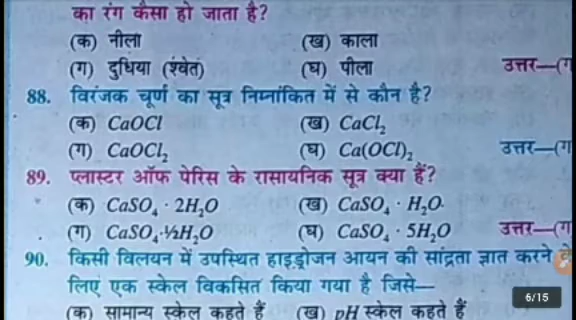 का रंग कैसा हो जाता है?
(क) नीला (ख) काला
(ग) दुधिया (श्वेत) (घ) पीला उत्तर—(ग
88. विरंजक चूर्ण का सूत्र निम्नांकित में से कौन है?
(क) CaOCl (ख) CaCl₂
(ग) CaOCl₂ (घ) Ca(OCl)₂ उत्तर—(ग
89. प्लास्टर ऑफ पेरिस के रासायनिक सूत्र क्या हैं?
(क) CaSO₄ · 2H₂O (ख) CaSO₄ · H₂O
(ग) CaSO₄·½H₂O (घ) CaSO₄ · 5H₂O उत्तर—(ग
90. किसी विलयन में उपस्थित हाइड्रोजन आयन की सांद्रता ज्ञात करने के
लिए एक स्केल विकसित किया गया है जिसे—
6/15
(क) सामान्य स्केल कहते हैं (ख) pH स्केल कहते हैं